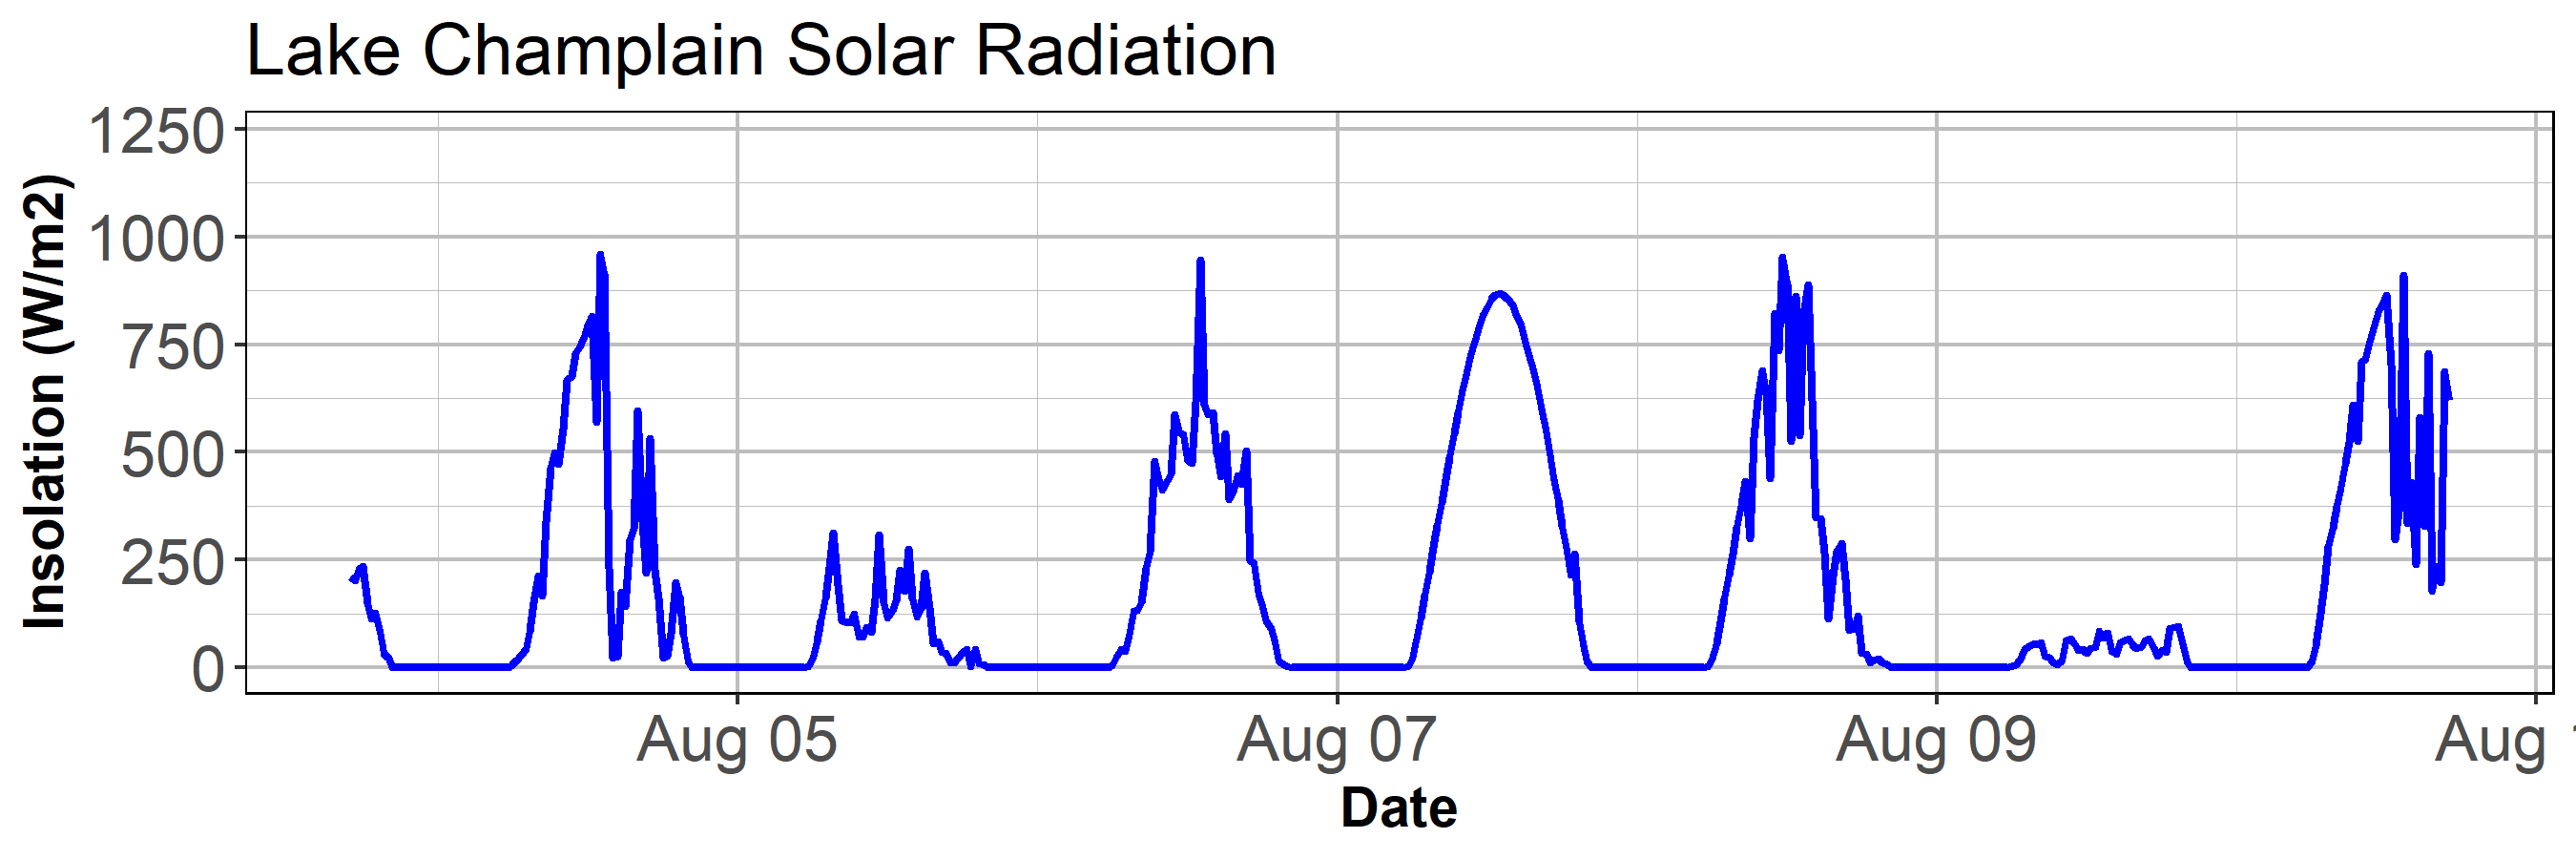 Lake Champlain Solar Radiation
Insolation (W/m2)
1250
1000
750
500
250
0
Aug 05 Aug 07 Aug 09 Aug
Date